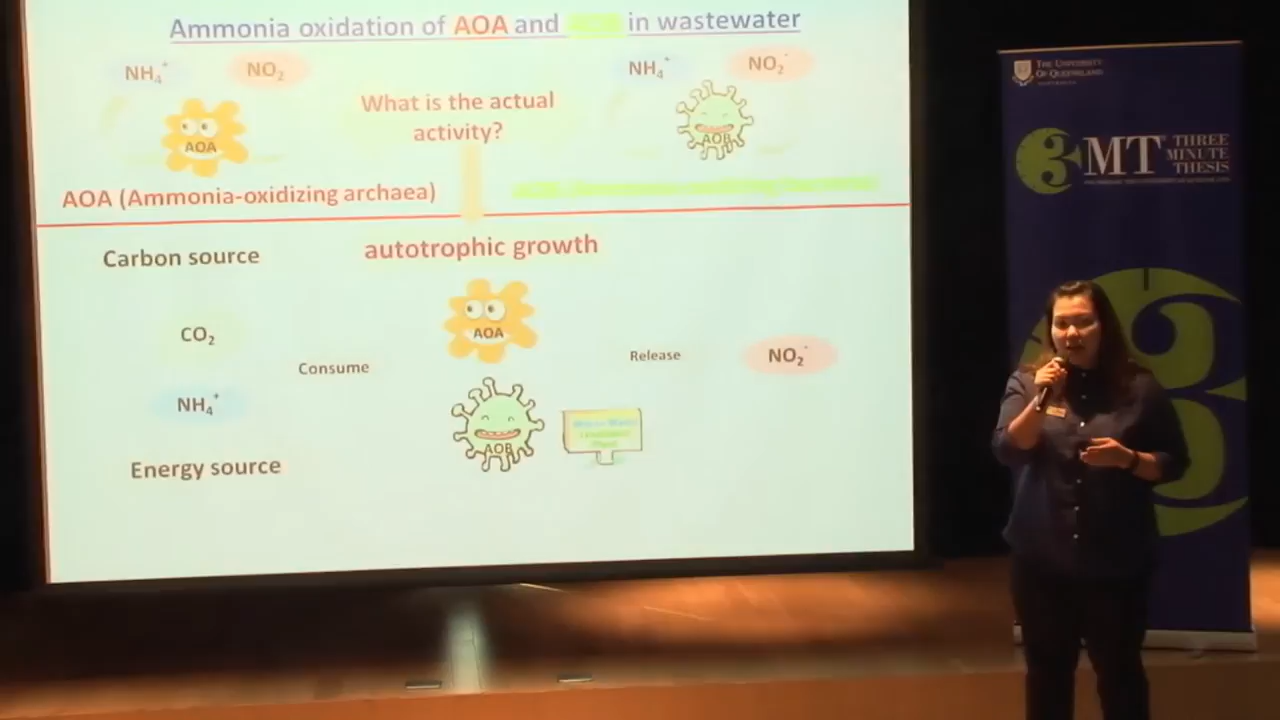 Ammonia oxidation of AOA and in wastewater
NH₄⁺
NO₂⁻
NH₄⁺
NO₂⁻
What is the actual
activity?
AOA
AOB
AOA (Ammonia-oxidizing archaea)
Carbon source
autotrophic growth
AOA
CO₂
Consume
Release
NO₂⁻
NH₄⁺
AOB
Energy source
THE UNIVERSITY
OF QUEENSLAND
3MT® THREE
MINUTE
THESIS